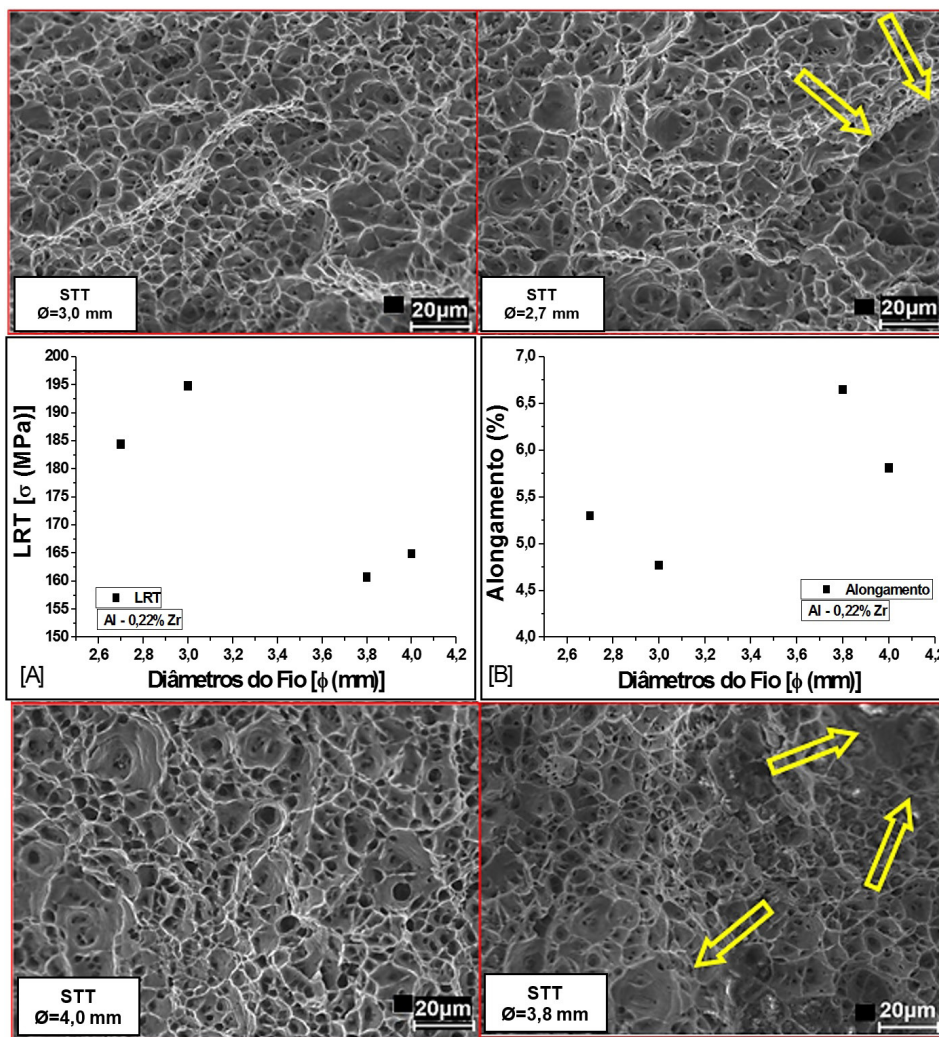 STT
Ø=3,0 mm
20µm
STT
Ø=2,7 mm
20µm
200
195
190
185
180
175
170
165
160
155
150
LRT [σ (MPa)]
LRT
Al - 0,22% Zr
2,6 2,8 3,0 3,2 3,4 3,6 3,8 4,0 4,2
[A]
Diâmetros do Fio [ϕ (mm)]
7,0
6,5
6,0
5,5
5,0
4,5
4,0
Alongamento (%)
Alongamento
Al - 0,22% Zr
2,6 2,8 3,0 3,2 3,4 3,6 3,8 4,0 4,2
[B]
Diâmetros do Fio [ϕ (mm)]
STT
Ø=4,0 mm
20µm
STT
Ø=3,8 mm
20µm